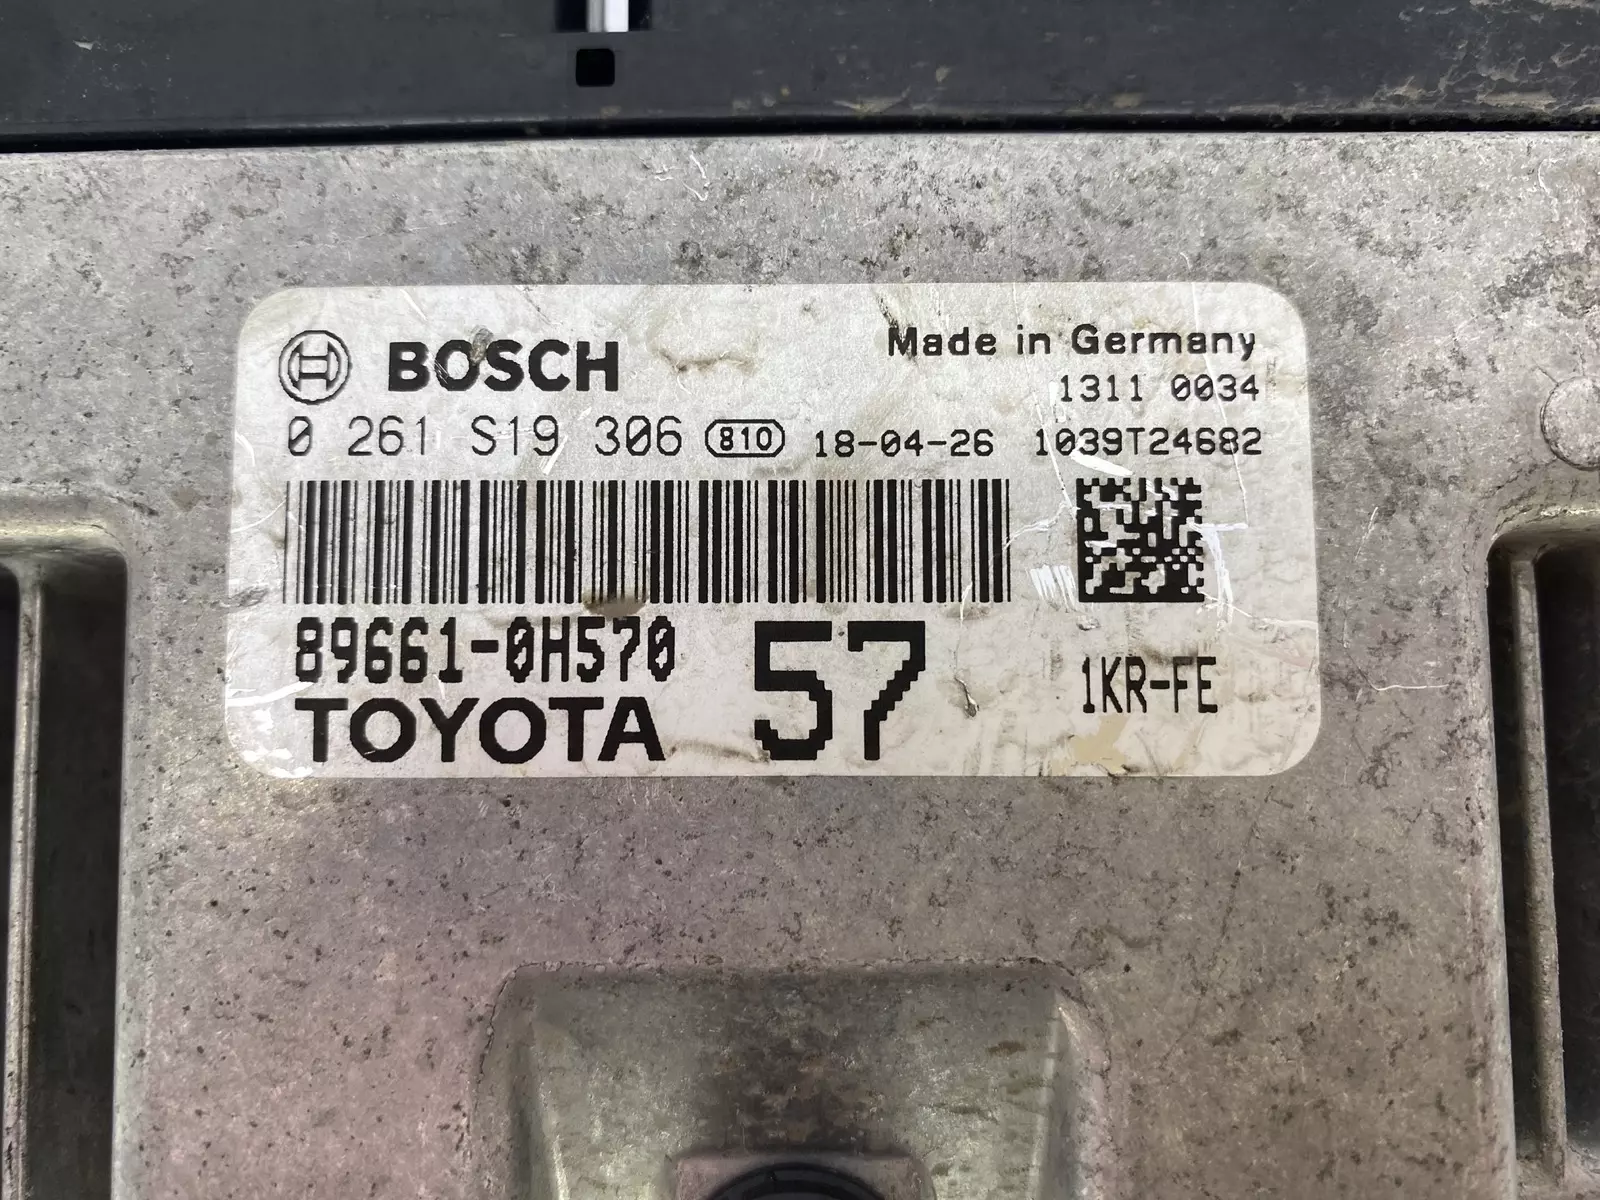 BOSCH
Made in Germany
1311 0034
0 261 S19 306 810 18-04-26 1039T24682
89661-0H570 57 1KR-FE
TOYOTA